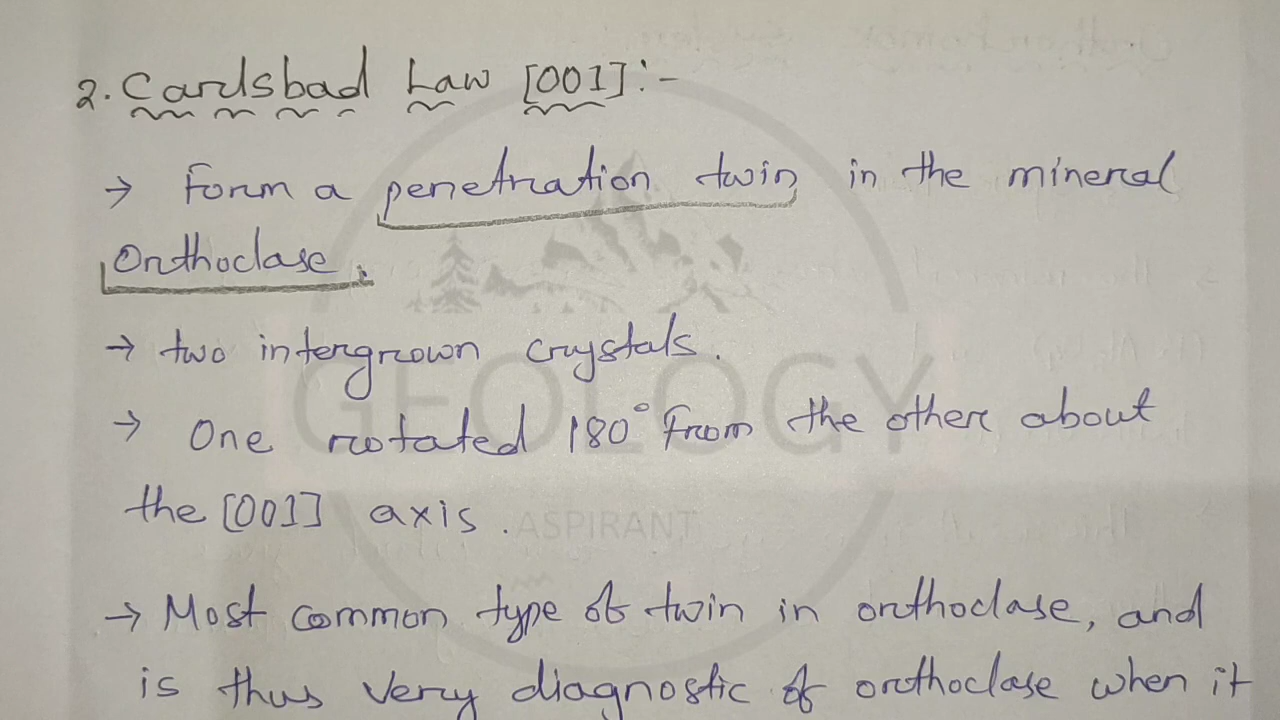 2. Carlsbad Law [001]:-
→ Form a penetration twin in the mineral
Orthoclase.
→ two intergrown crystals.
GEOLOGY
→ One rotated 180° from the other about
the [001] axis.
ASPIRANT
→ Most common type of twin in orthoclase, and
is thus very diagnostic of orthoclase when it